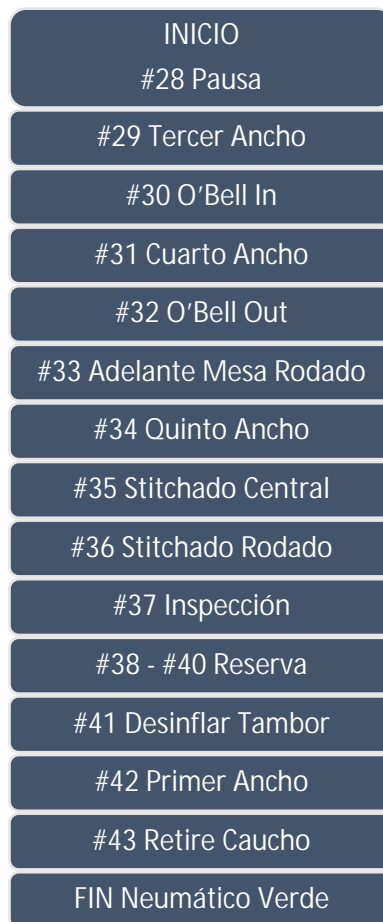 INICIO
#28 Pausa
#29 Tercer Ancho
#30 O’Bell In
#31 Cuarto Ancho
#32 O’Bell Out
#33 Adelante Mesa Rodado
#34 Quinto Ancho
#35 Stitchado Central
#36 Stitchado Rodado
#37 Inspección
#38 - #40 Reserva
#41 Desinflar Tambor
#42 Primer Ancho
#43 Retire Caucho
FIN Neumático Verde